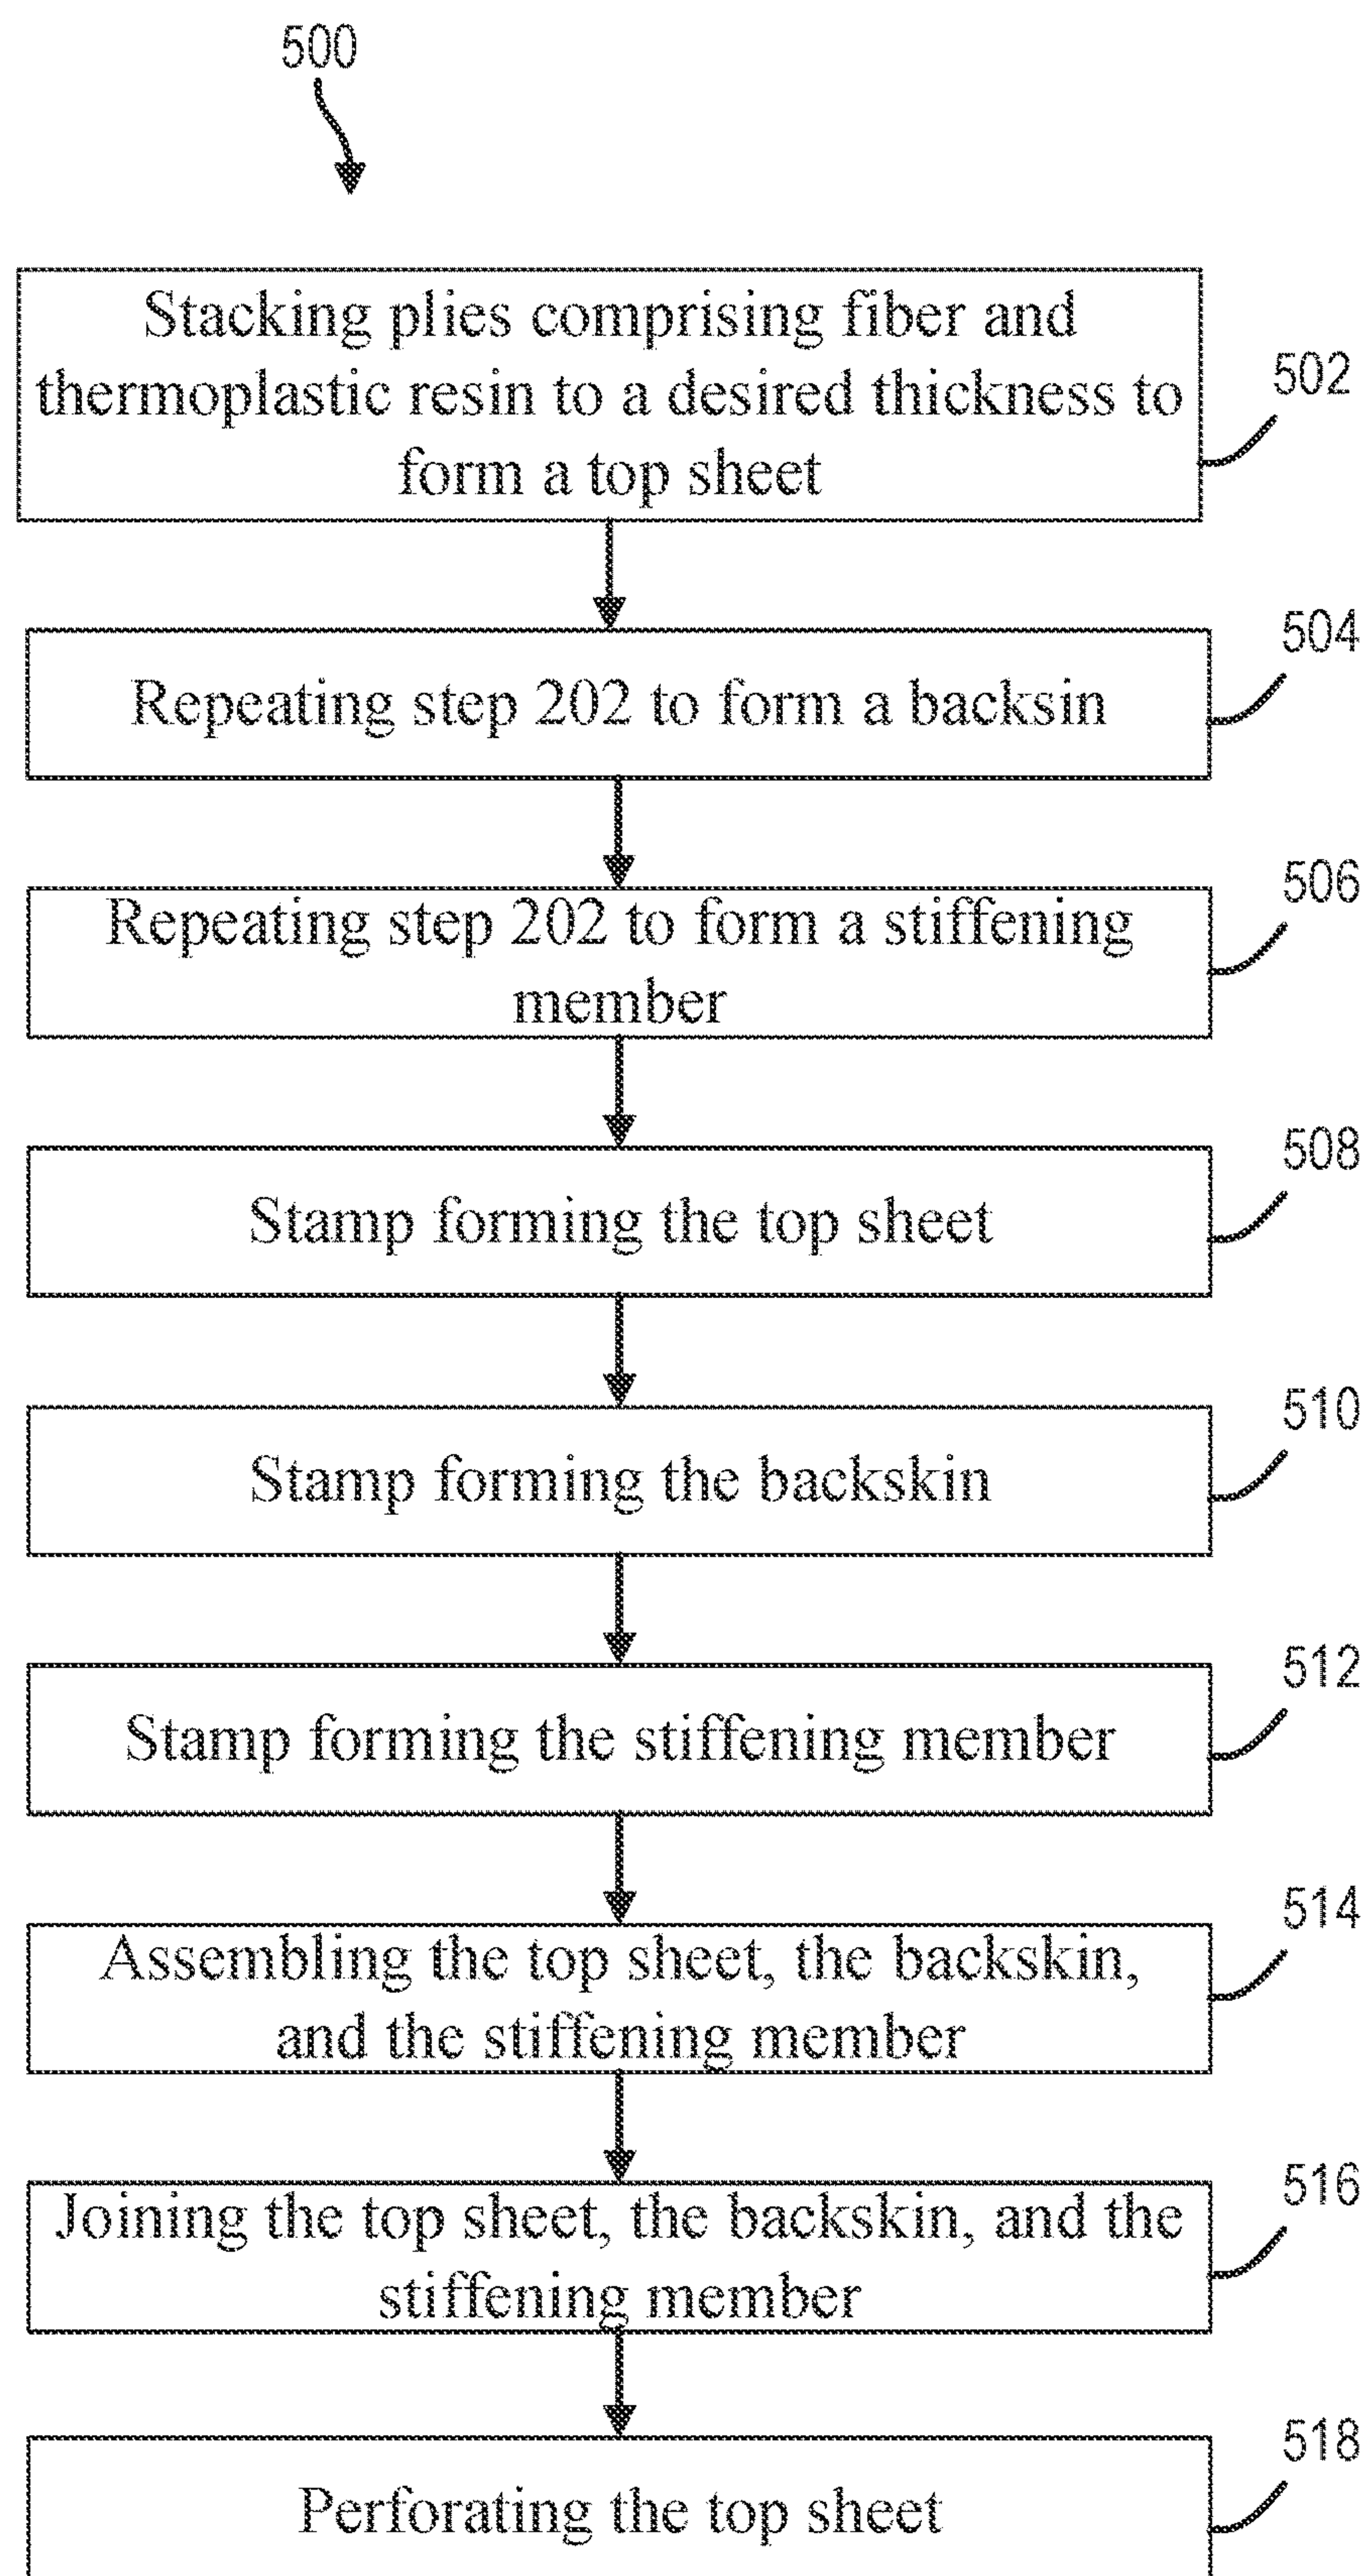 500
Stacking plies comprising fiber and
thermoplastic resin to a desired thickness to
form a top sheet
502
Repeating step 202 to form a backsin
504
Repeating step 202 to form a stiffening
member
506
Stamp forming the top sheet
508
Stamp forming the backskin
510
Stamp forming the stiffening member
512
Assembling the top sheet, the backskin,
and the stiffening member
514
Joining the top sheet, the backskin, and the
stiffening member
516
Perforating the top sheet
518